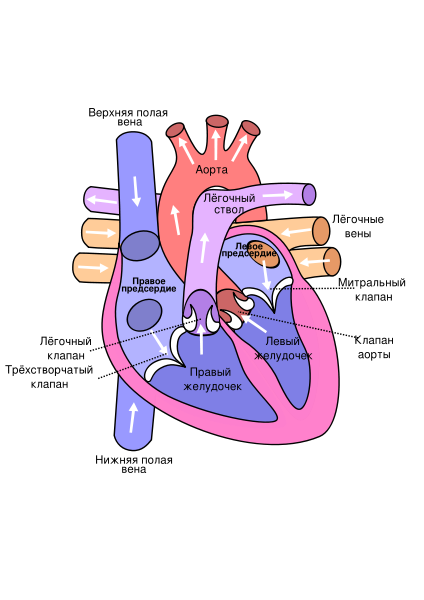 Верхняя полая
вена
Аорта
Лёгочный
ствол
Лёгочные
вены
Левое
предсердие
Правое
предсердие
Митральный
клапан
Лёгочный
клапан
Трёхстворчатый
клапан
Клапан
аорты
Левый
желудочек
Правый
желудочек
Нижняя полая
вена